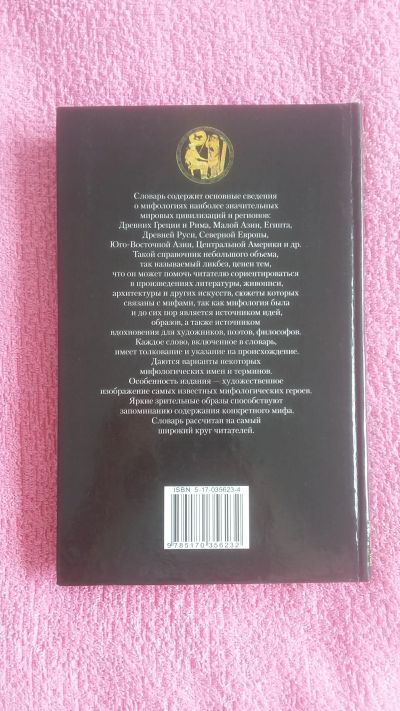 Словарь содержит основные сведения
о мифологиях наиболее значительных
мировых цивилизаций и регионов:
Древних Греции и Рима, Малой Азии, Египта,
Древней Руси, Северной Европы,
Юго-Восточной Азии, Центральной Америки и др.
Такой справочник небольшого объема,
так называемый ликбез, ценен тем,
что он может помочь читателю сориентироваться
в произведениях литературы, живописи,
архитектуры и других искусств, сюжеты которых
связаны с мифами, так как мифология была
и до сих пор является источником идей,
образов, а также источником
вдохновения для художников, поэтов, философов.
Каждое слово, включенное в словарь,
имеет толкование и указание на происхождение.
Даются варианты некоторых
мифологических имен и терминов.
Особенность издания — художественное
изображение самых известных мифологических героев.
Яркие зрительные образы способствуют
запоминанию содержания конкретного мифа.
Словарь рассчитан на самый
широкий круг читателей.
ISBN 5-17-035623-4
9 785170 356232